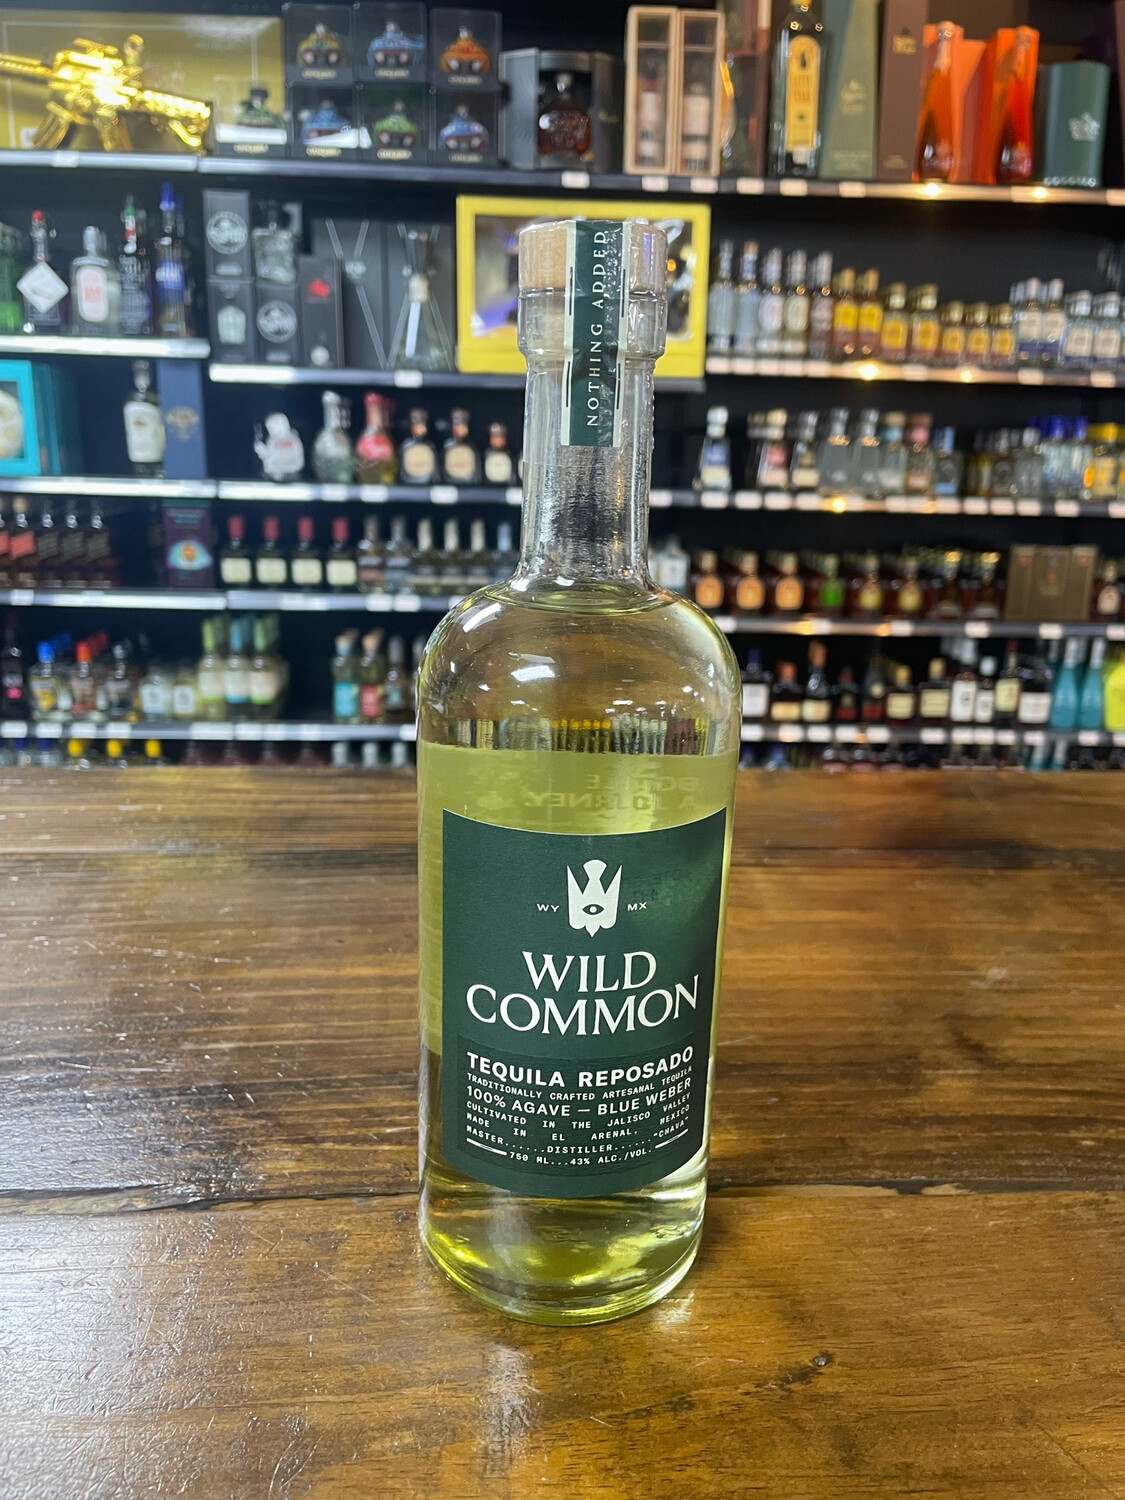 NOTHING ADDED
WY MX
WILD
COMMON
TEQUILA REPOSADO
TRADITIONALLY CRAFTED ARTESANAL TEQUILA
100% AGAVE — BLUE WEBER
CULTIVATED IN THE JALISCO VALLEY
MADE IN EL ARENAL, MEXICO
MASTER......DISTILLER......"CHAVA"
750 ML...43% ALC./VOL.